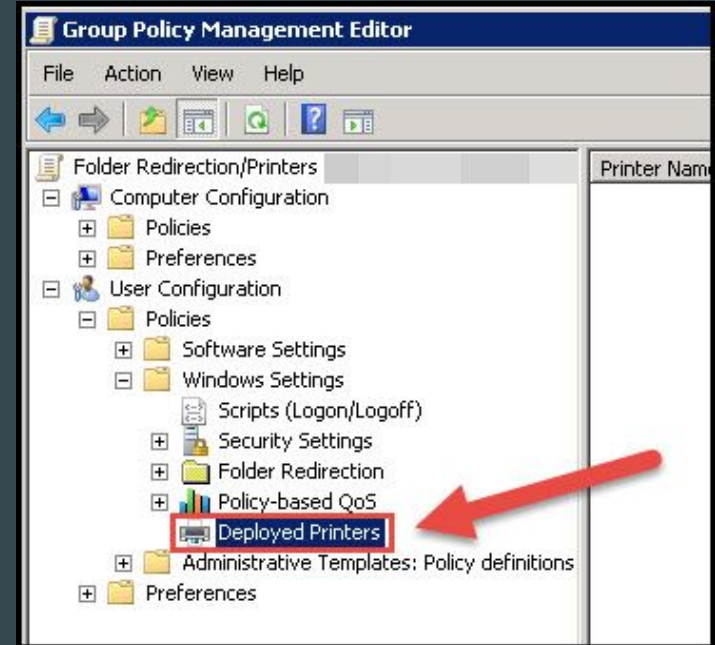 Group Policy Management Editor
File Action View Help
Folder Redirection/Printers
Printer Nam
Computer Configuration
Policies
Preferences
User Configuration
Policies
Software Settings
Windows Settings
Scripts (Logon/Logoff)
Security Settings
Folder Redirection
Policy-based QoS
Deployed Printers
Administrative Templates: Policy definitions
Preferences